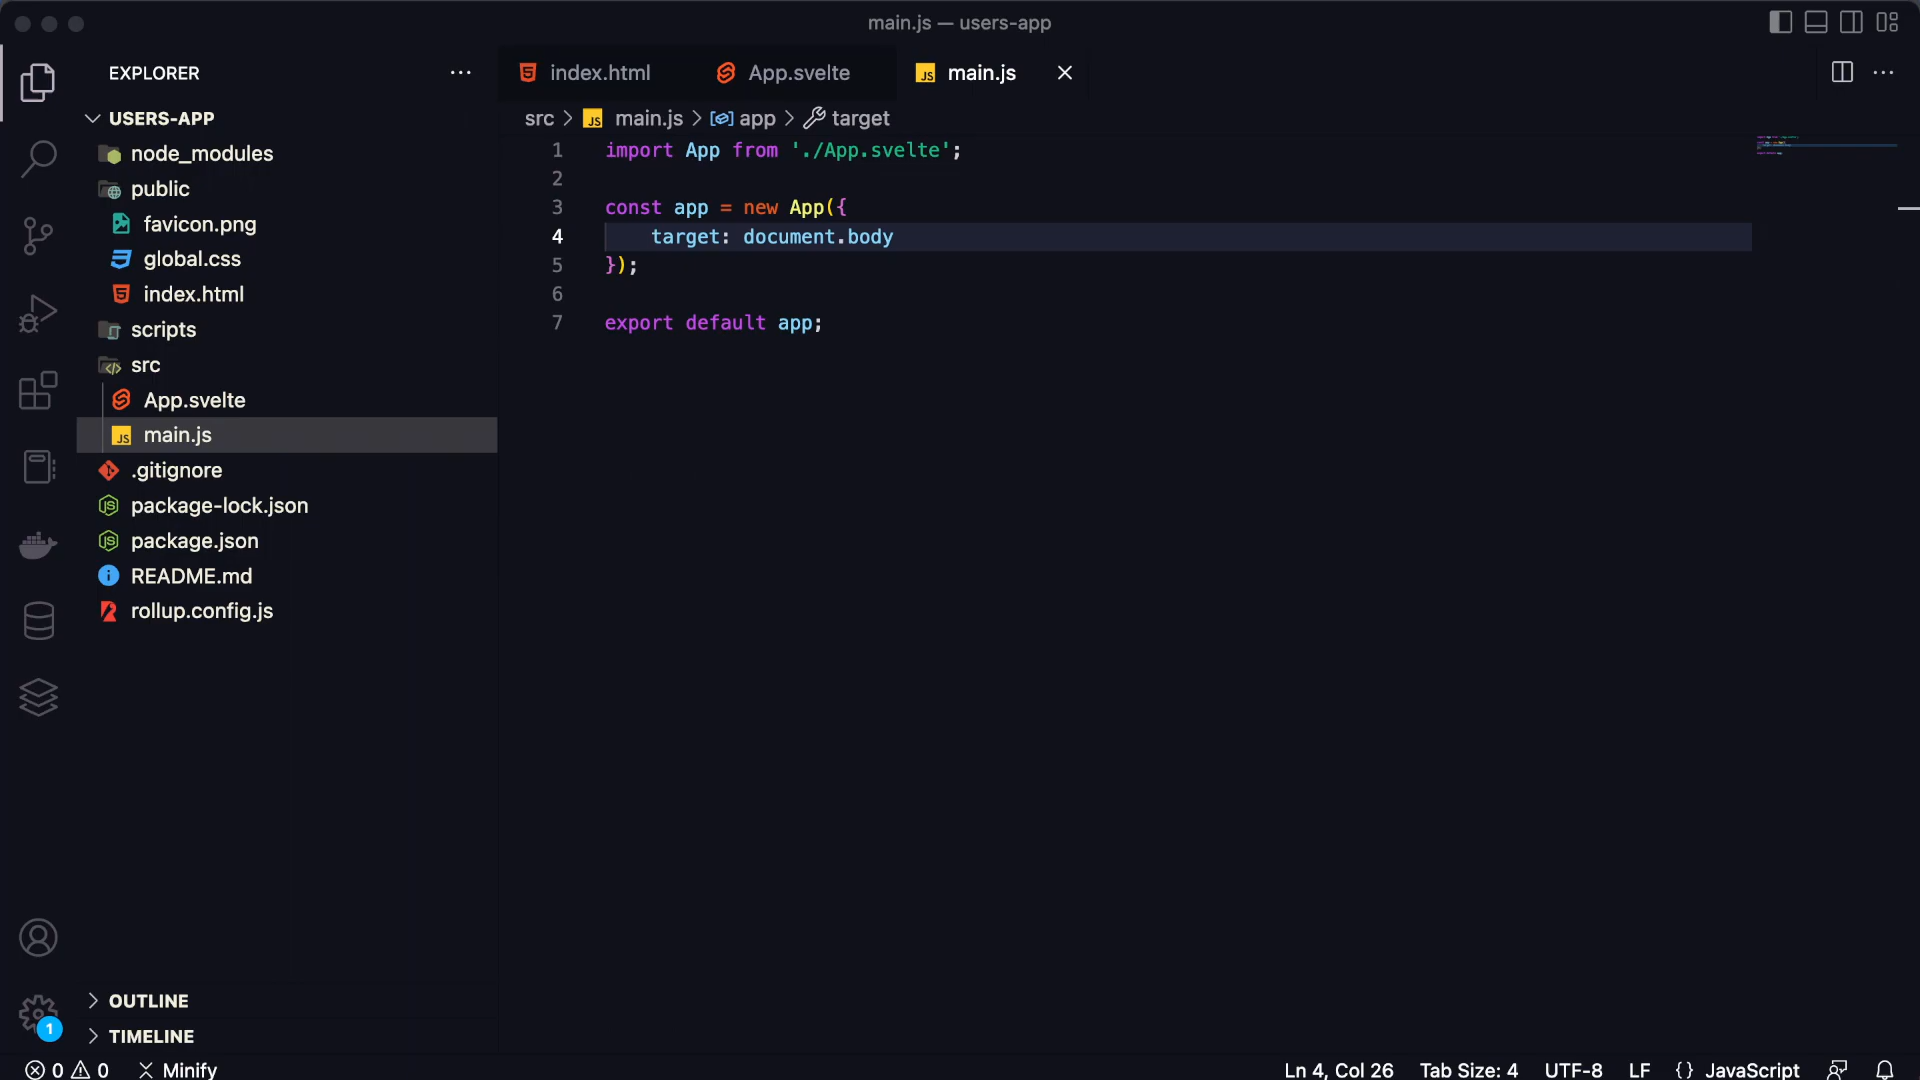 main.js — users-app
EXPLORER
USERS-APP
node_modules
public
favicon.png
global.css
index.html
scripts
src
App.svelte
main.js
.gitignore
package-lock.json
package.json
README.md
rollup.config.js
OUTLINE
TIMELINE
index.html
App.svelte
main.js
src > main.js > app > target
1 import App from './App.svelte';
2
3 const app = new App({
4 target: document.body
5 });
6
7 export default app;
1
0 0 Minify
Ln 4, Col 26 Tab Size: 4 UTF-8 LF {} JavaScript